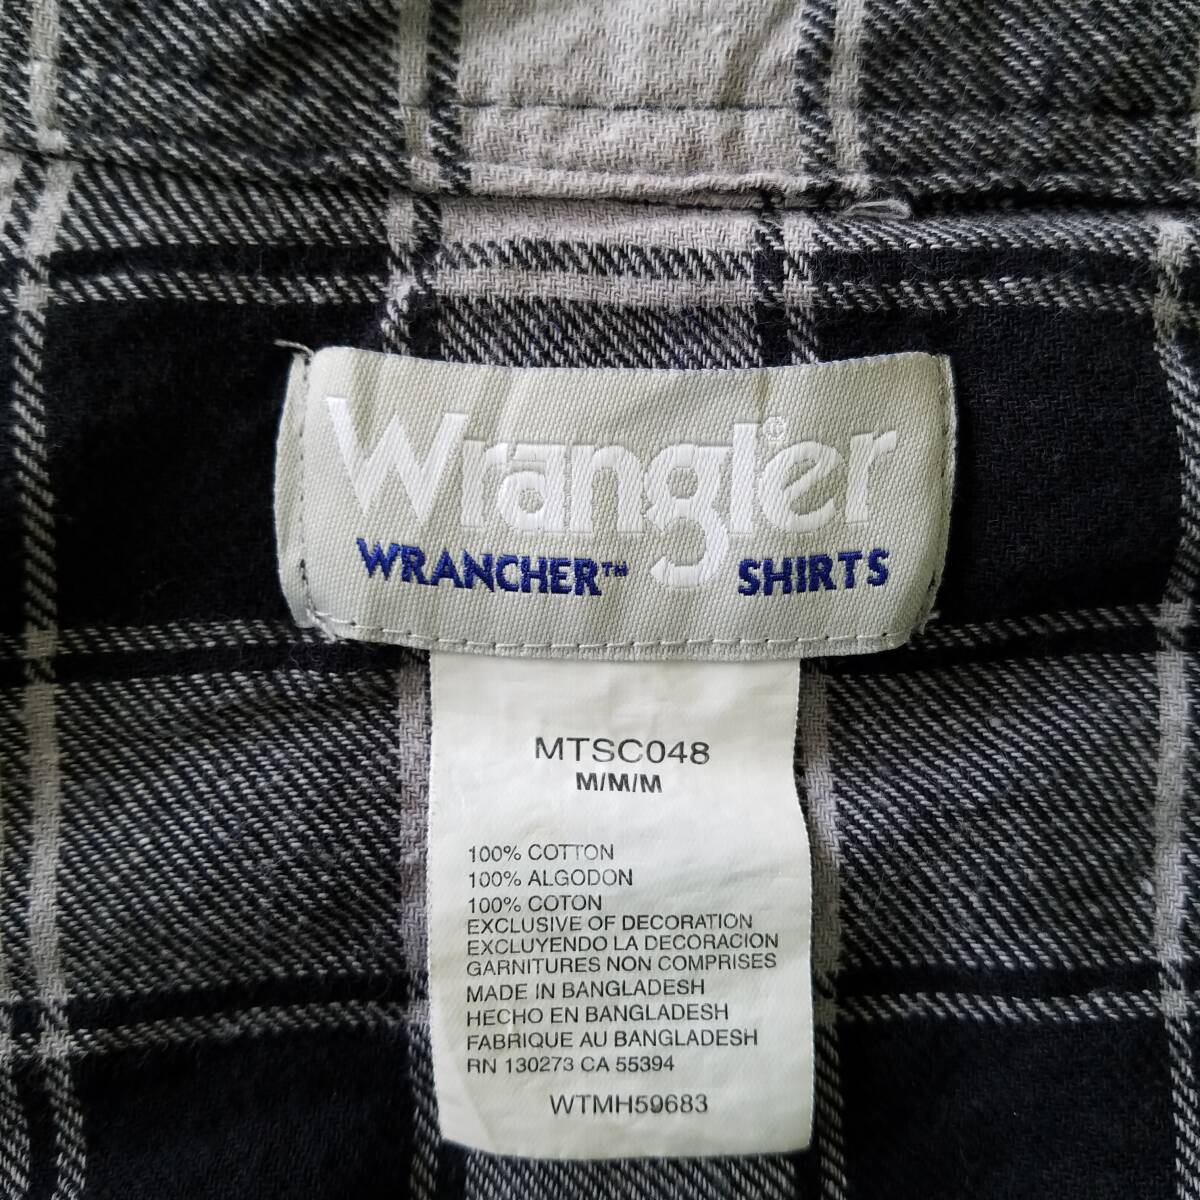 Wrangler®
WRANCHER™ SHIRTS
MTSC048
M/M/M
100% COTTON
100% ALGODON
100% COTON
EXCLUSIVE OF DECORATION
EXCLUYENDO LA DECORACION
GARNITURES NON COMPRISES
MADE IN BANGLADESH
HECHO EN BANGLADESH
FABRIQUE AU BANGLADESH
RN 130273 CA 55394
WTMH59683